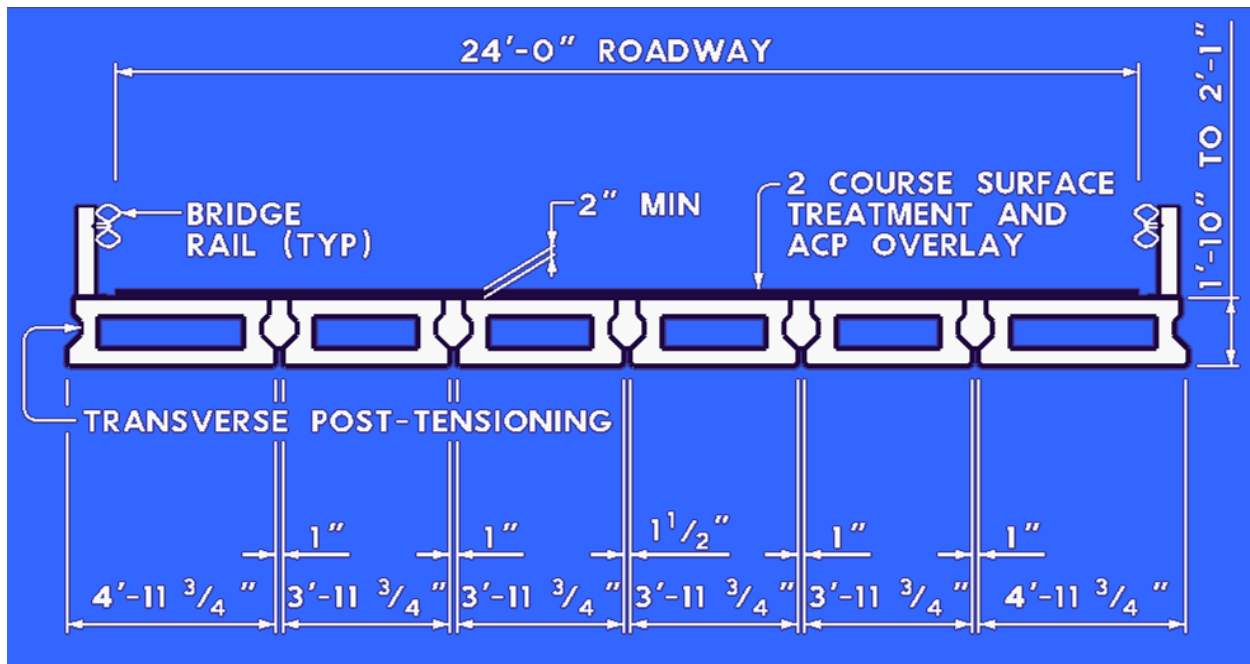 24'-0" ROADWAY
1'-10" TO 2'-1"
2 COURSE SURFACE
TREATMENT AND
ACP OVERLAY
2" MIN
BRIDGE
RAIL (TYP)
TRANSVERSE POST-TENSIONING
1" 1" 1 1/2" 1" 1"
4'-11 3/4" 3'-11 3/4" 3'-11 3/4" 3'-11 3/4" 3'-11 3/4" 4'-11 3/4"